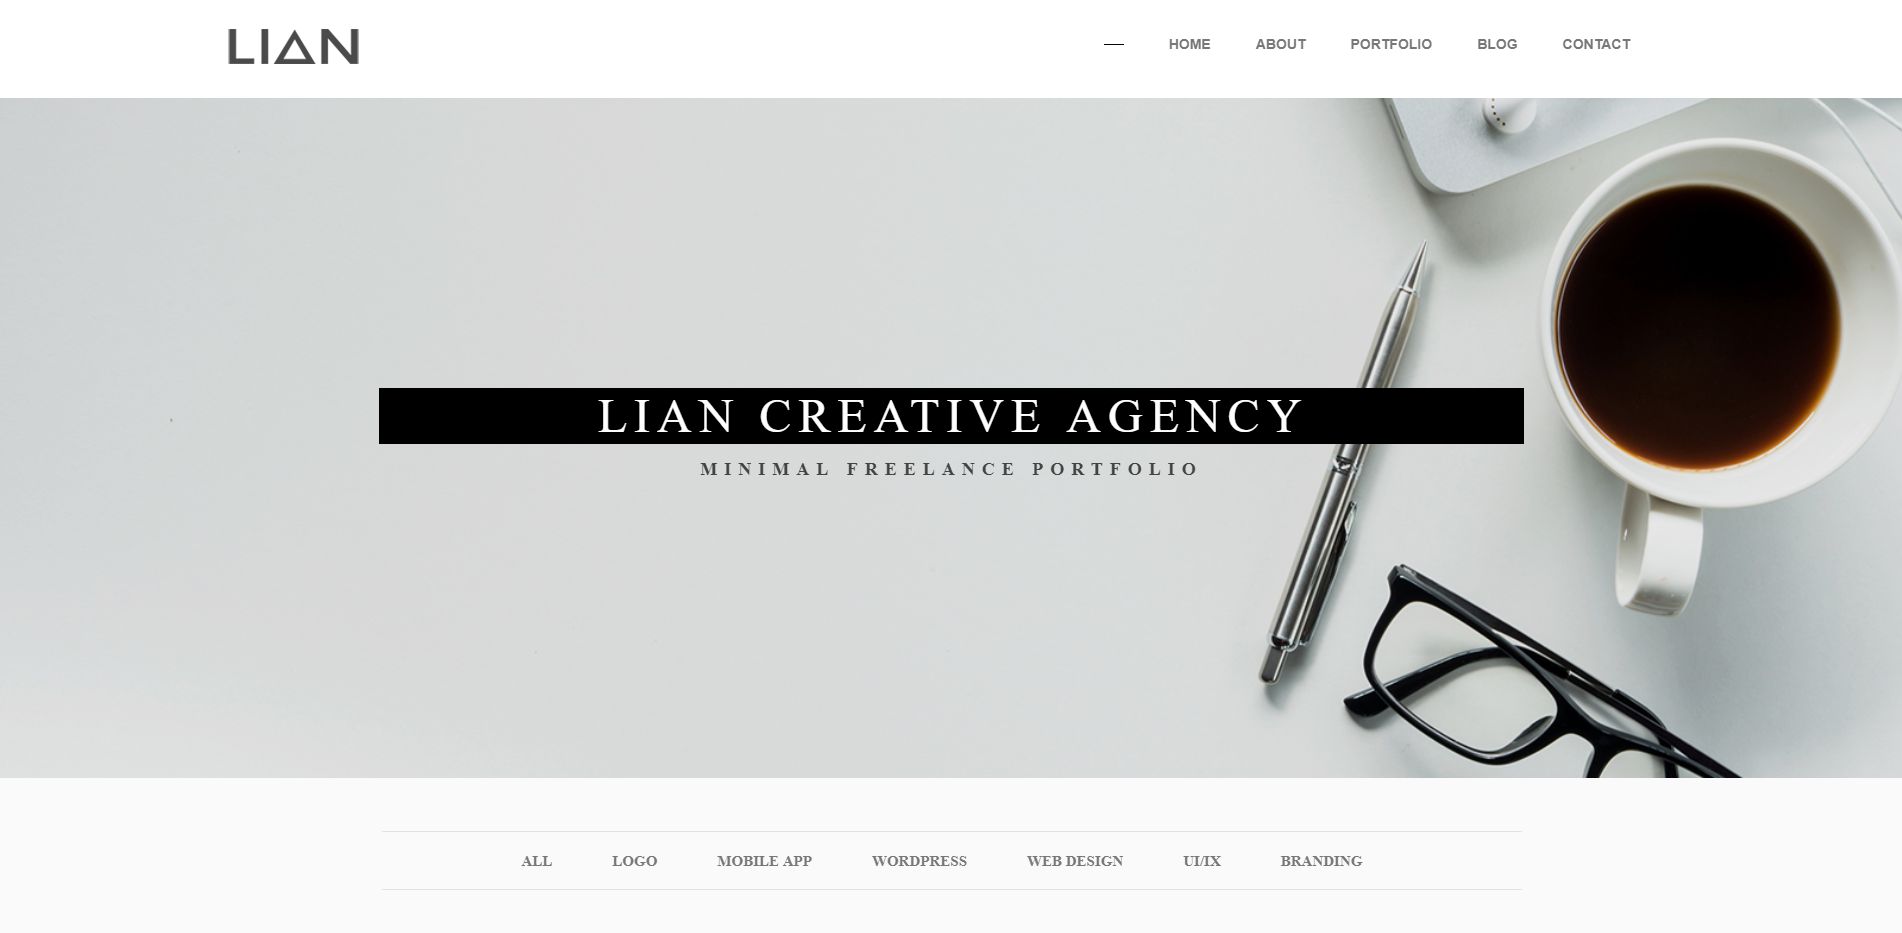 LIAN
HOME ABOUT PORTFOLIO BLOG CONTACT
LIAN CREATIVE AGENCY
MINIMAL FREELANCE PORTFOLIO
ALL LOGO MOBILE APP WORDPRESS WEB DESIGN UI/IX BRANDING